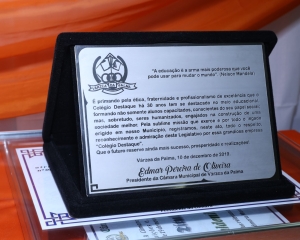 "A educação é a arma mais poderosa que você
pode usar para mudar o mundo". (Nelson Mandela)
É primando pela ética, fraternidade e profissionalismo de excelência que o
Colégio Destaque há 30 anos tem se destacado no meio educacional,
formando não somente alunos capacitados, conscientes do seu papel social,
mas, sobretudo, seres humanizados, engajados na construção de uma
sociedade melhor. Pela sublime missão que exerce é por todo o legado
erigido em nosso Município, registramos, nesta ato, todo o respeito,
reconhecimento e admiração desta Legislativo por esse grandioso empreend
"Colégio Destaque".
Que o futuro reserve ainda mais sucesso, prosperidade e realizações!
Várzea da Palma, 10 de dezembro de 2019.
Edmar Pereira de Oliveira
Presidente da Câmara Municipal de Várzea da Palma